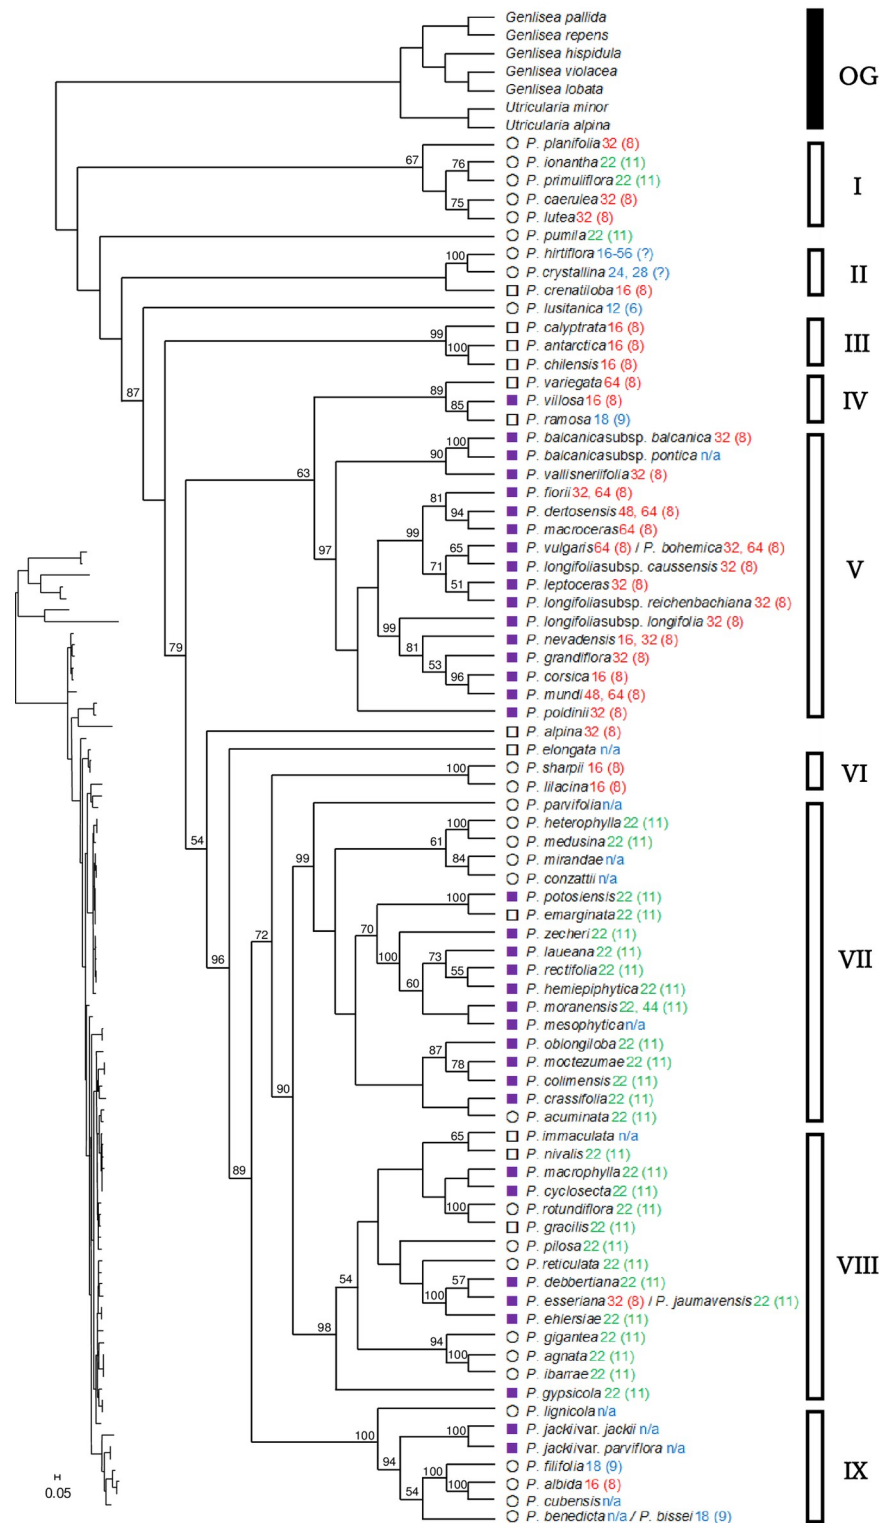 Genlisea pallida
Genlisea repens
Genlisea hispidula
Genlisea violacea
Genlisea lobata
Utricularia minor
Utricularia alpina
OG
67
P. planifolia 32 (8)
76
P. ionantha 22 (11)
P. primuliflora 22 (11)
75
P. caerulea 32 (8)
P. lutea 32 (8)
I
P. pumila 22 (11)
100
P. hirtiflora 16-56 (?)
P. crystallina 24, 28 (?)
P. crenatiloba 16 (8)
II
P. lusitanica 12 (6)
99
P. calyptrata 16 (8)
100
P. antarctica 16 (8)
P. chilensis 16 (8)
III
87
89
P. variegata 64 (8)
85
P. villosa 16 (8)
P. ramosa 18 (9)
IV
63
100
P. balcanica subsp. balcanica 32 (8)
90
P. balcanica subsp. pontica n/a
P. vallisneriifolia 32 (8)
81
P. fiorii 32, 64 (8)
94
P. dertosensis 48, 64 (8)
P. macroceras 64 (8)
99
97
65
P. vulgaris 64 (8) / P. bohemica 32, 64 (8)
71
P. longifolia subsp. caussensis 32 (8)
51
P. leptoceras 32 (8)
P. longifolia subsp. reichenbachiana 32 (8)
99
P. longifolia subsp. longifolia 32 (8)
81
P. nevadensis 16, 32 (8)
53
P. grandiflora 32 (8)
96
P. corsica 16 (8)
P. mundi 48, 64 (8)
P. poldinii 32 (8)
V
79
P. alpina 32 (8)
P. elongata n/a
100
P. sharpii 16 (8)
P. lilacina 16 (8)
VI
54
99
P. parvifolia n/a
100
P. heterophylla 22 (11)
61
P. medusina 22 (11)
84
P. mirandae n/a
P. conzattii n/a
100
P. potosiensis 22 (11)
P. emarginata 22 (11)
70
P. zecheri 22 (11)
100
73
P. laueana 22 (11)
55
P. rectifolia 22 (11)
60
P. hemiepiphytica 22 (11)
P. moranensis 22, 44 (11)
P. mesophytica n/a
87
P. oblongiloba 22 (11)
78
P. moctezumae 22 (11)
P. colimensis 22 (11)
P. crassifolia 22 (11)
P. acuminata 22 (11)
VII
72
96
90
89
65
P. immaculata n/a
P. nivalis 22 (11)
P. macrophylla 22 (11)
P. cyclosecta 22 (11)
100
P. rotundiflora 22 (11)
P. gracilis 22 (11)
P. pilosa 22 (11)
P. reticulata 22 (11)
54
57
P. debbertiana 22 (11)
100
P. esseriana 32 (8) / P. jaumavensis 22 (11)
P. ehlersiae 22 (11)
98
94
P. gigantea 22 (11)
100
P. agnata 22 (11)
P. ibarrae 22 (11)
P. gypsicola 22 (11)
VIII
100
P. lignicola n/a
100
P. jackii var. jackii n/a
P. jackii var. parviflora n/a
94
100
P. filifolia 18 (9)
100
P. albida 16 (8)
54
P. cubensis n/a
P. benedicta n/a / P. bissei 18 (9)
IX
0.05